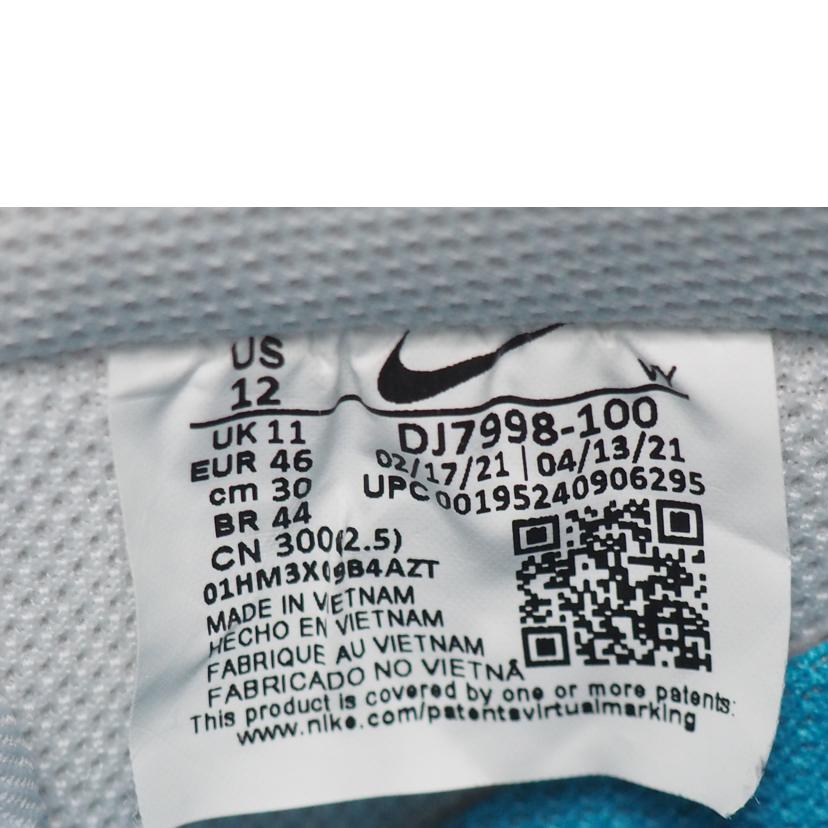 US
12
VY
UK 11
EUR 46
cm 30
BR 44
CN 300(2.5)
DJ7998-100
02/17/21 | 04/13/21
UPC 00195240906295
01HM3X09B4AZT
MADE IN VIETNAM
HECHO EN VIETNAM
FABRIQUE AU VIETNAM
FABRICADO NO VIETNÃ
This product is covered by one or more patents:
www.nike.com/patentsvirtualmarking